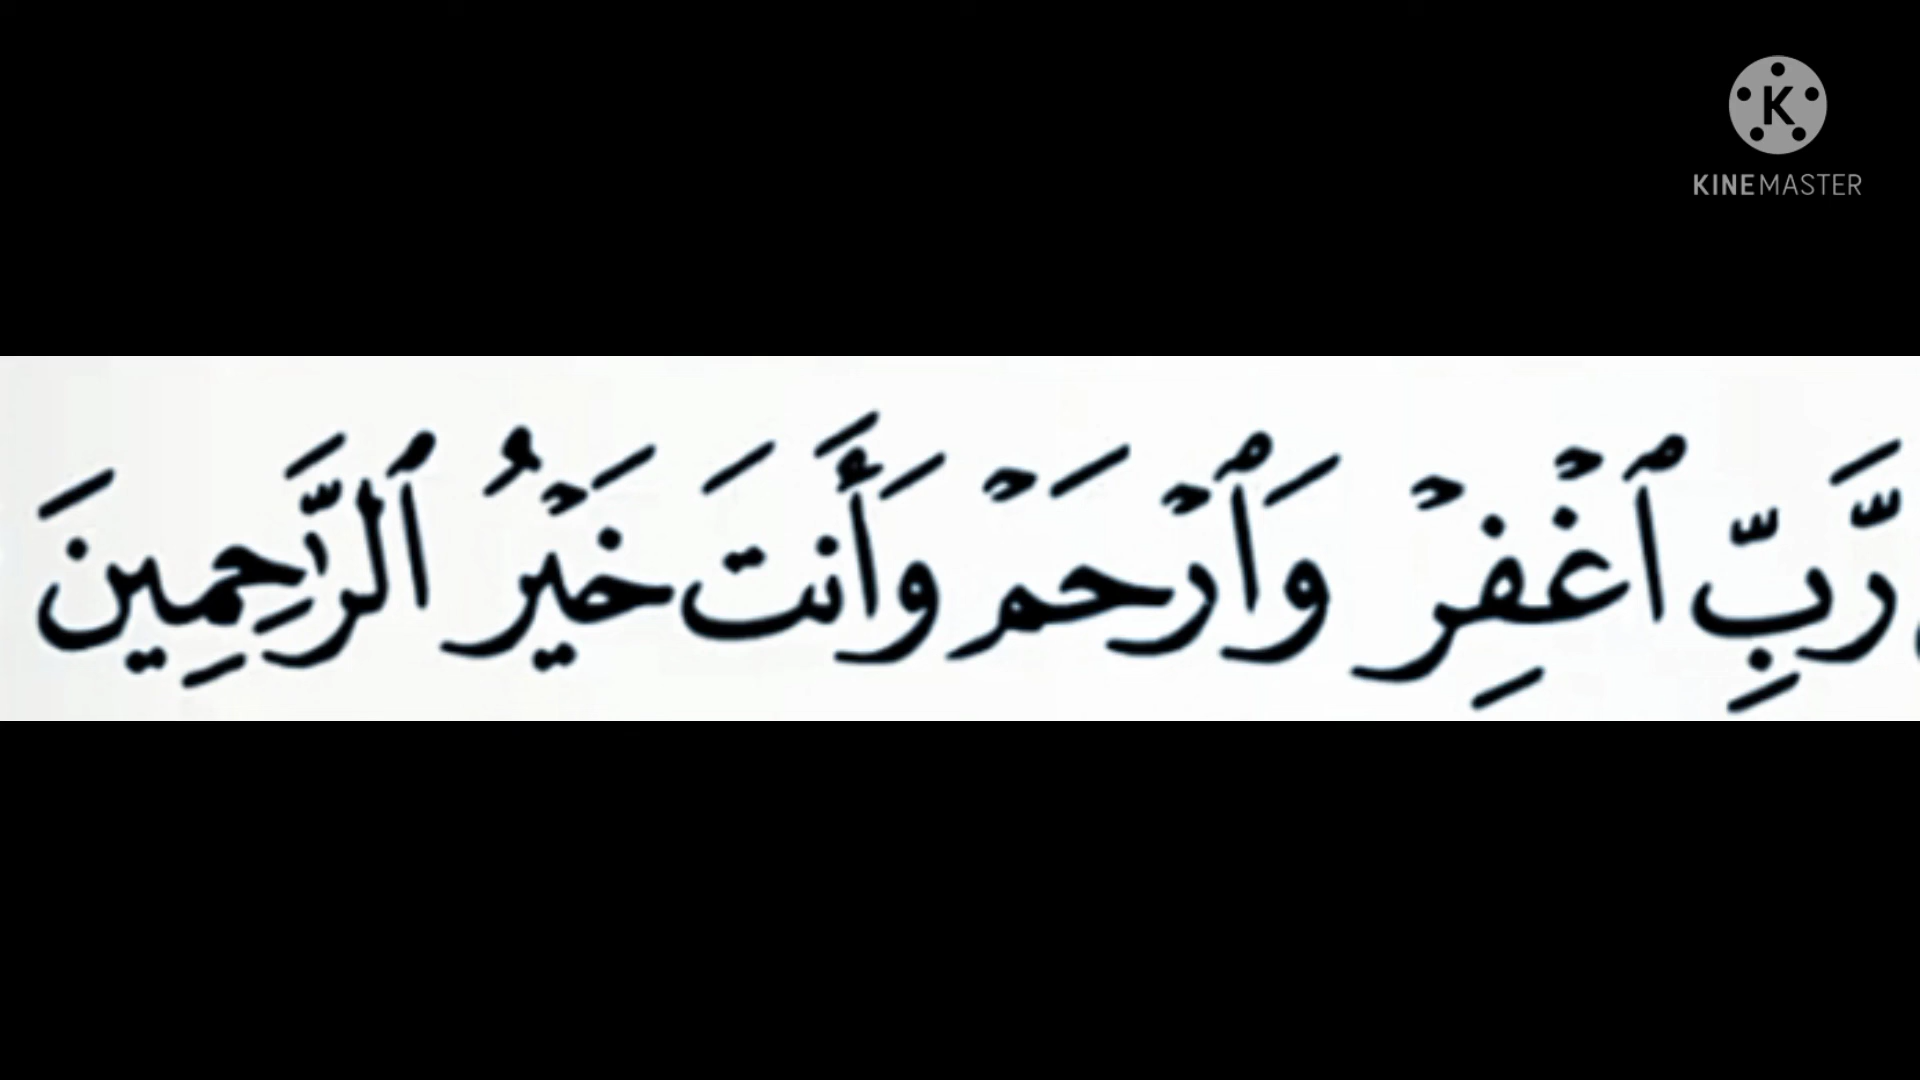 KINEMASTER
رَّبِّ ٱغْفِرْ وَٱرْحَمْ وَأَنتَ خَيْرُ ٱلرَّٰحِمِينَ